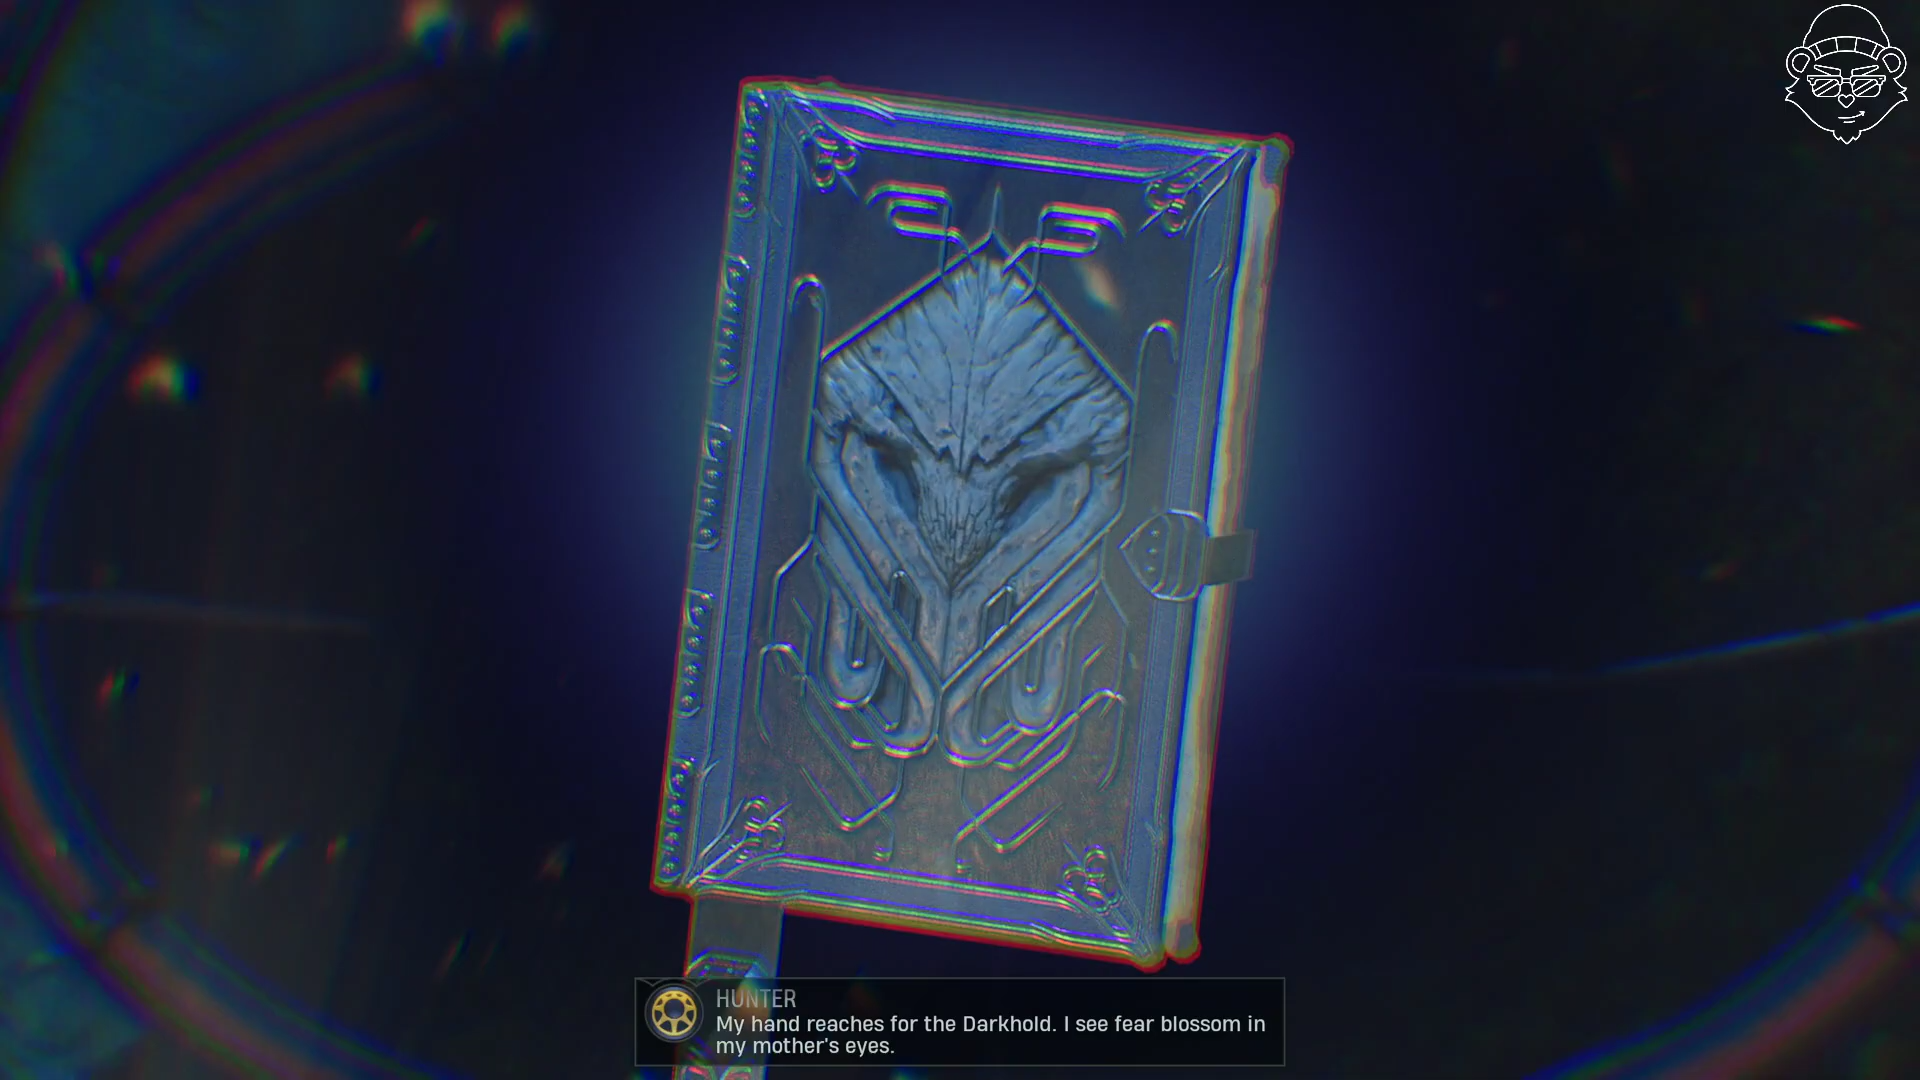 HUNTER
My hand reaches for the Darkhold. I see fear blossom in
my mother's eyes.